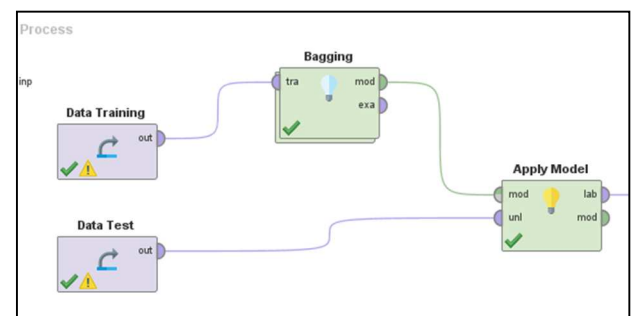 Process
inp
Bagging
tra mod
exa
Data Training
out
Data Test
out
Apply Model
mod lab
unl mod